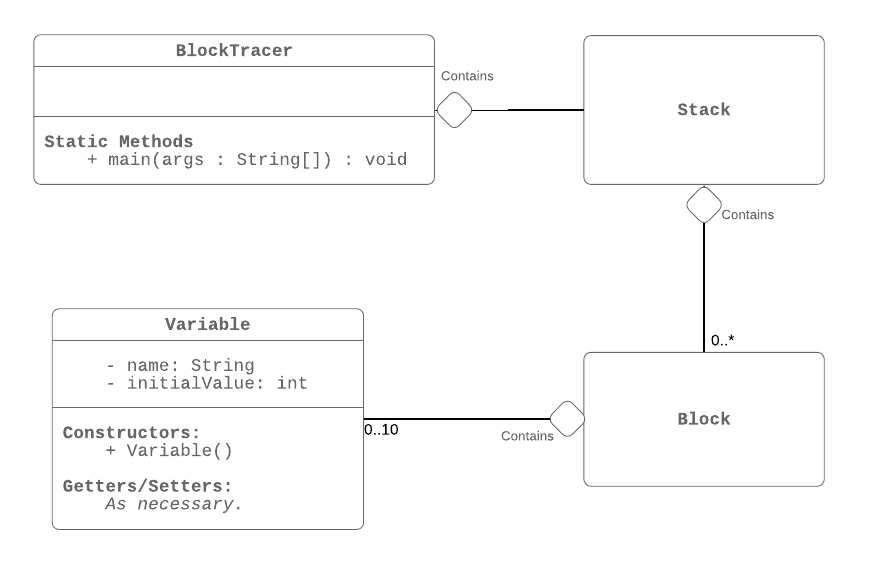 BlockTracer
Static Methods
+ main(args : String[]) : void
Contains
Stack
Contains
0..*
Variable
- name: String
- initialValue: int
Constructors:
+ Variable()
Getters/Setters:
As necessary.
0..10
Contains
Block